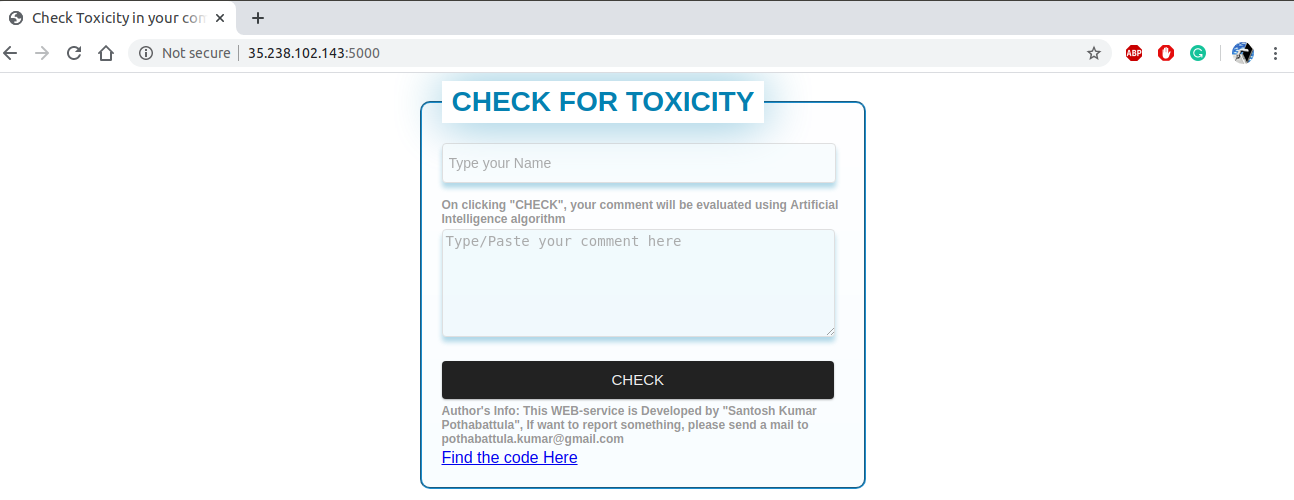 Check Toxicity in your con
Not secure
35.238.102.143:5000
ABP
CHECK FOR TOXICITY
Type your Name
On clicking "CHECK", your comment will be evaluated using Artificial
Intelligence algorithm
Type/Paste your comment here
CHECK
Author's Info: This WEB-service is Developed by "Santosh Kumar
Pothabattula", If want to report something, please send a mail to
pothabattula.kumar@gmail.com
Find the code Here